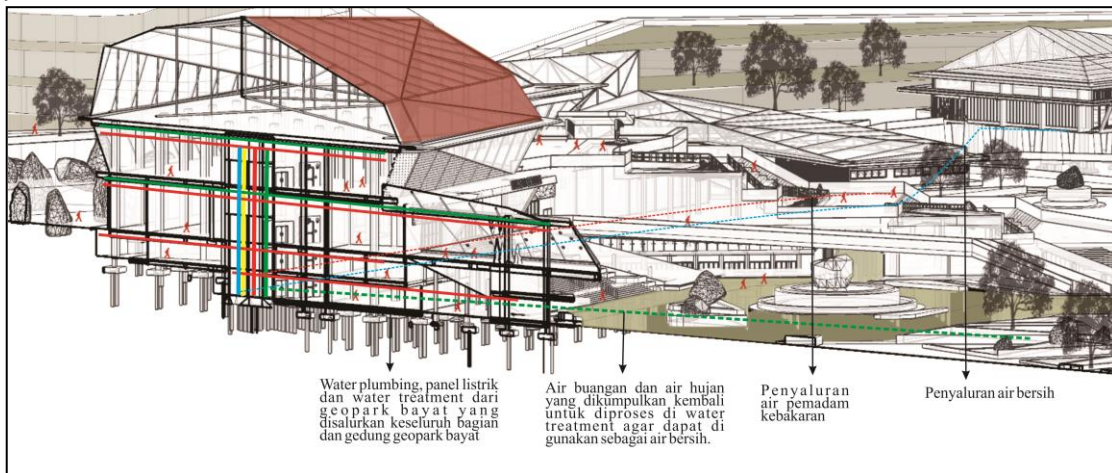 Water plumbing, panel listrik
dan water treatment dari
geopark bayat yang
disalurkan keseluruh bagian
dan gedung geopark bayat
Air buangan dan air hujan
yang dikumpulkan kembali
untuk diproses di water
treatment agar dapat di
gunakan sebagai air bersih.
Penyaluran
air pemadam
kebakaran
Penyaluran air bersih